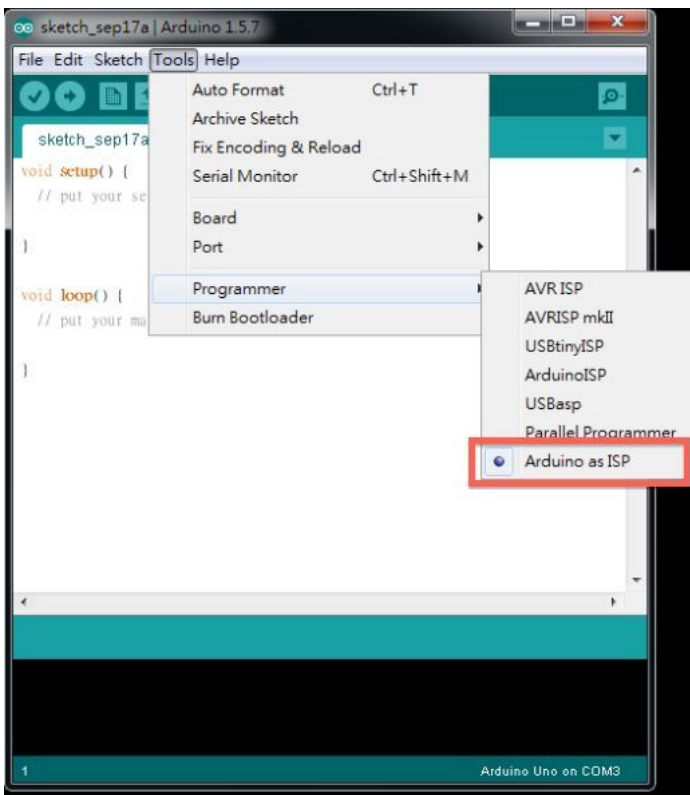 sketch_sep17a | Arduino 1.5.7
File Edit Sketch Tools Help
Auto Format Ctrl+T
Archive Sketch
sketch_sep17a
Fix Encoding & Reload
void setup() {
Serial Monitor Ctrl+Shift+M
// put your se
Board
}
Port
Programmer
void loop() {
Burn Bootloader
// put your ma
}
AVR ISP
AVRISP mkII
USBtinyISP
ArduinoISP
USBasp
Parallel Programmer
Arduino as ISP
1 Arduino Uno on COM3